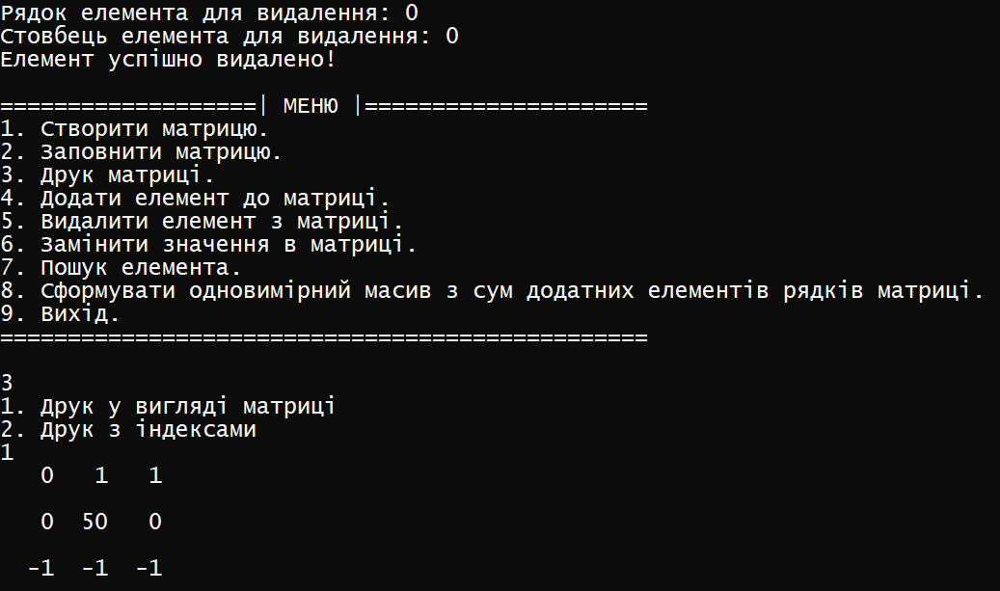 Рядок елемента для видалення: 0
Стовбець елемента для видалення: 0
Елемент успішно видалено!
===================| МЕНЮ |=====================
1. Створити матрицю.
2. Заповнити матрицю.
3. Друк матриці.
4. Додати елемент до матриці.
5. Видалити елемент з матриці.
6. Замінити значення в матриці.
7. Пошук елемента.
8. Сформувати одновимірний масив з сум додатних елементів рядків матриці.
9. Вихід.
================================================
3
1. Друк у вигляді матриці
2. Друк з індексами
1
0 1 1
0 50 0
-1 -1 -1